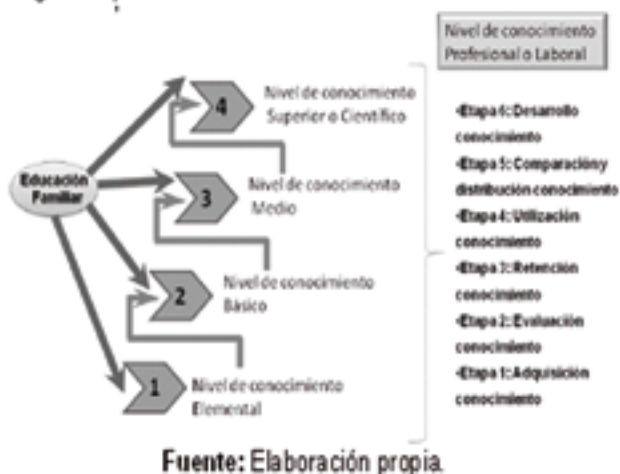 Nivel de conocimiento
Profesional o Laboral
4
Nivel de conocimiento
Superior o Científico
Educación
Familiar
3
Nivel de conocimiento
Medio
2
Nivel de conocimiento
Básico
1
Nivel de conocimiento
Elemental
•Etapa 6: Desarrollo
conocimiento
•Etapa 5: Comparación y
distribución conocimiento
•Etapa 4: Utilización
conocimiento
•Etapa 3: Retención
conocimiento
•Etapa 2: Evaluación
conocimiento
•Etapa 1: Adquisición
conocimiento
Fuente: Elaboración propia.